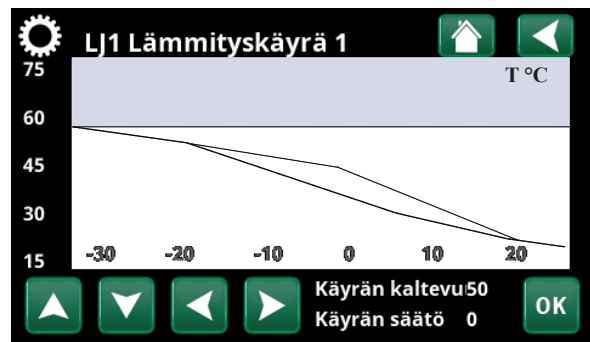 LJ1 Lämmityskäyrä 1
T °C
75
60
45
30
15
-30 -20 -10 0 10 20
Käyrän kaltevu 50
Käyrän säätö 0
OK